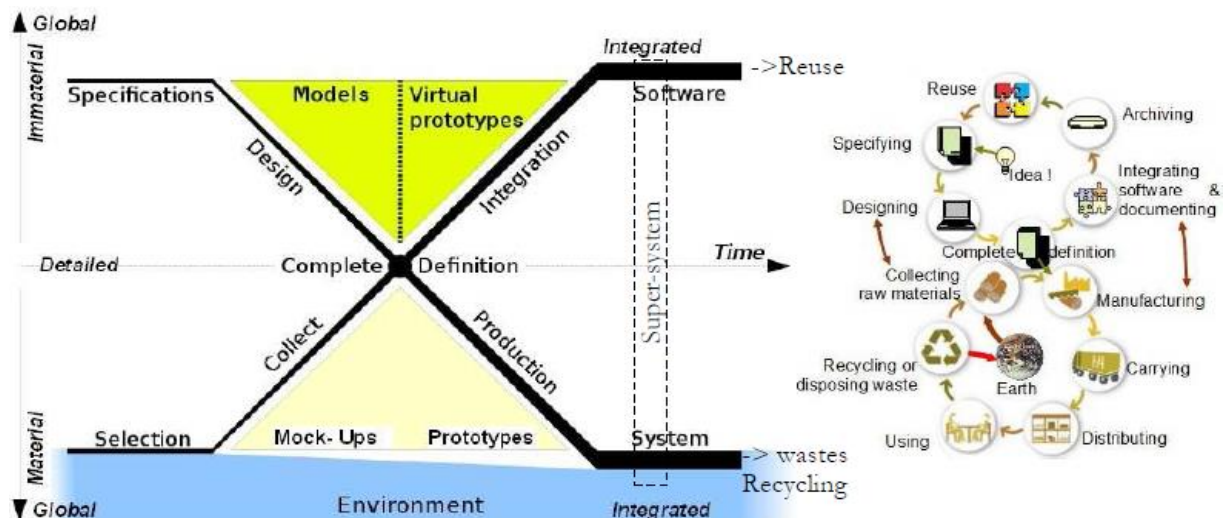 Global
Immaterial
Specifications
Models
Virtual
prototypes
Integrated
->Reuse
Software
Design
Integration
Detailed
Complete
Definition
Time
Super-system
Collect
Production
Selection
Mock- Ups
Prototypes
System
-> wastes
Recycling
Material
Global
Environment
Integrated
Reuse
Archiving
Specifying
Idea !
Integrating
software &
documenting
Designing
Complete definition
Collecting
raw materials
Manufacturing
Recycling or
disposing waste
Earth
Carrying
Using
Distributing